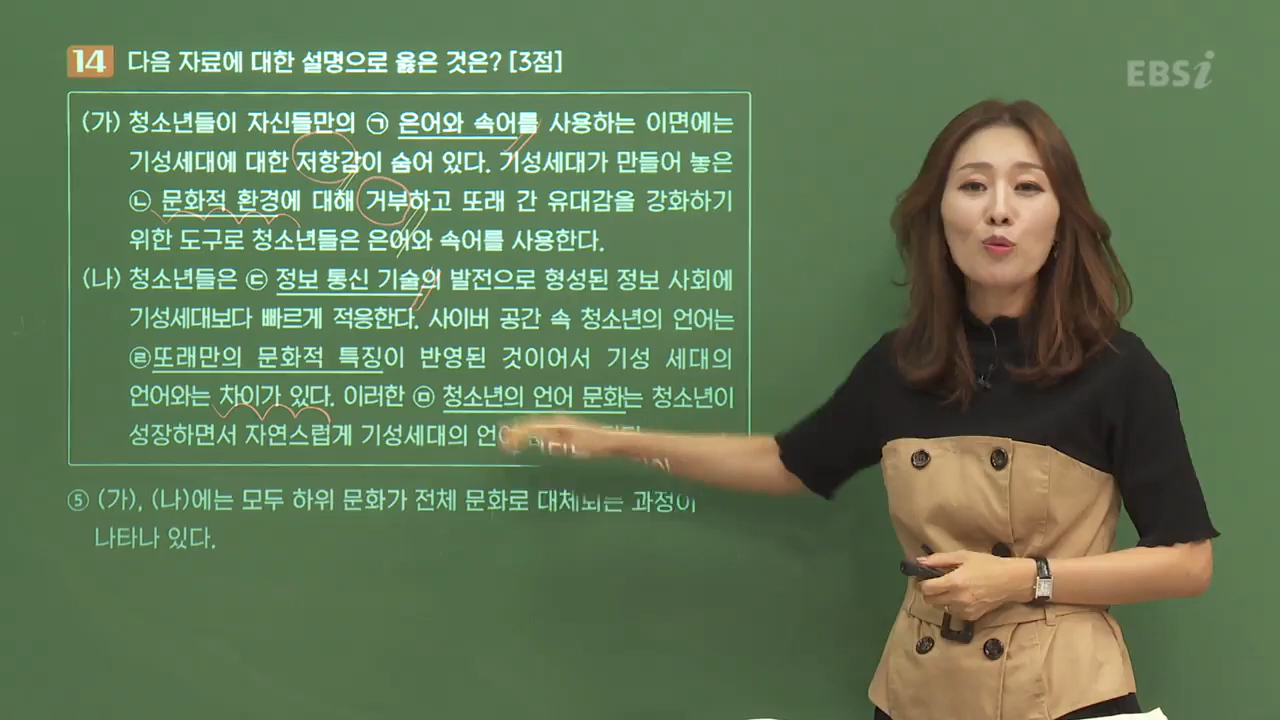 14 다음 자료에 대한 설명으로 옳은 것은? [3점]
EBSi
(가) 청소년들이 자신들만의 ㉠ 은어와 속어를 사용하는 이면에는
기성세대에 대한 저항감이 숨어 있다. 기성세대가 만들어 놓은
㉡ 문화적 환경에 대해 거부하고 또래 간 유대감을 강화하기
위한 도구로 청소년들은 은어와 속어를 사용한다.
(나) 청소년들은 ㉢ 정보 통신 기술의 발전으로 형성된 정보 사회에
기성세대보다 빠르게 적응한다. 사이버 공간 속 청소년의 언어는
㉣또래만의 문화적 특징이 반영된 것이어서 기성 세대의
언어와는 차이가 있다. 이러한 ㉤ 청소년의 언어 문화는 청소년이
성장하면서 자연스럽게 기성세대의
⑤ (가), (나)에는 모두 하위 문화가 전체 문화로 대체되는 과정이
나타나 있다.